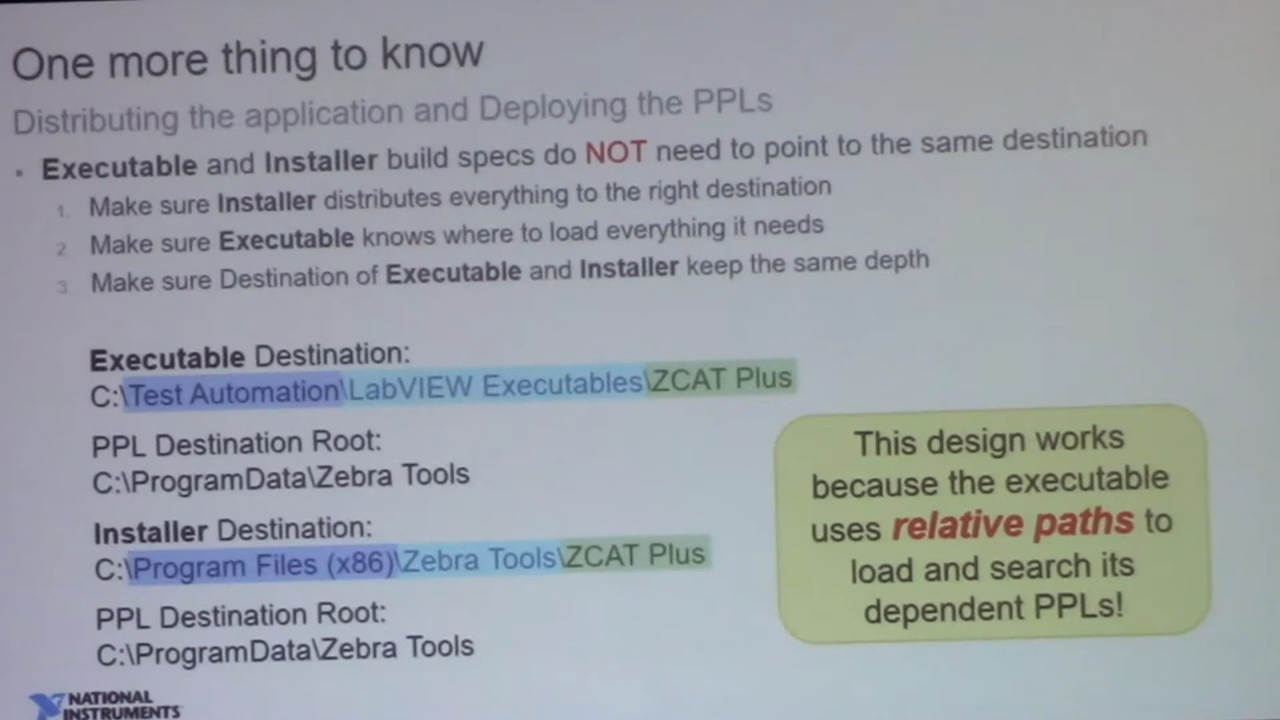 One more thing to know
Distributing the application and Deploying the PPLs
• Executable and Installer build specs do NOT need to point to the same destination
1. Make sure Installer distributes everything to the right destination
2. Make sure Executable knows where to load everything it needs
3. Make sure Destination of Executable and Installer keep the same depth
Executable Destination:
C:\Test Automation\LabVIEW Executables\ZCAT Plus
PPL Destination Root:
C:\ProgramData\Zebra Tools
Installer Destination:
C:\Program Files (x86)\Zebra Tools\ZCAT Plus
PPL Destination Root:
C:\ProgramData\Zebra Tools
This design works
because the executable
uses relative paths to
load and search its
dependent PPLs!
NATIONAL
INSTRUMENTS